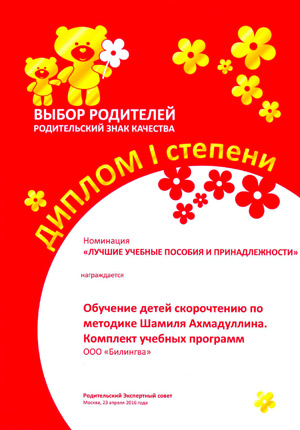 ВЫБОР РОДИТЕЛЕЙ
РОДИТЕЛЬСКИЙ ЗНАК КАЧЕСТВА
ДИПЛОМ I степени
Номинация
«ЛУЧШИЕ УЧЕБНЫЕ ПОСОБИЯ И ПРИНАДЛЕЖНОСТИ»
награждается
Обучение детей скорочтению по
методике Шамиля Ахмадуллина.
Комплект учебных программ
ООО «Билингва»
Родительский Экспертный совет
Москва, 23 апреля 2016 года